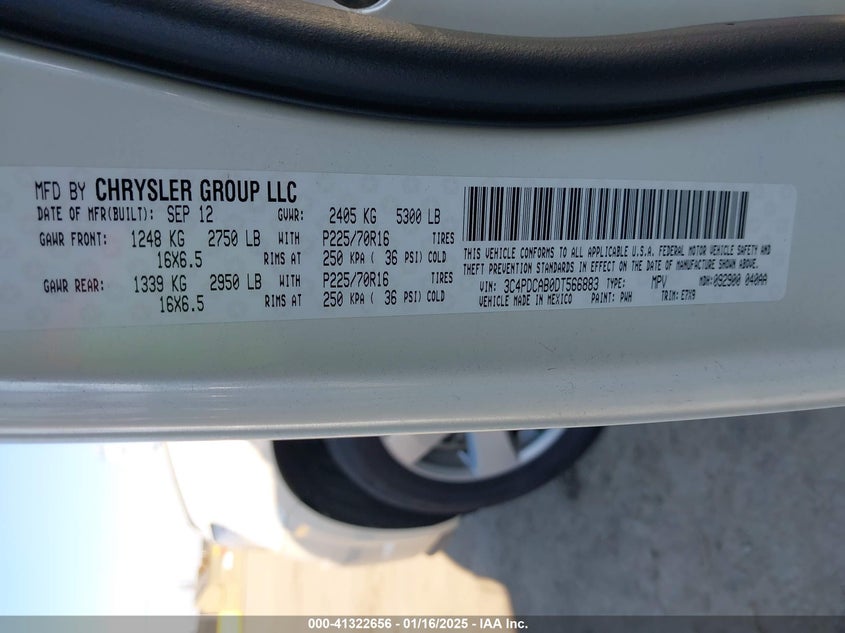 MFD BY CHRYSLER GROUP LLC
DATE OF MFR(BUILT): SEP 12 GVWR: 2405 KG 5300 LB
GAWR FRONT: 1248 KG 2750 LB WITH P225/70R16 TIRES
16X6.5 RIMS AT 250 KPA ( 36 PSI) COLD
GAWR REAR: 1339 KG 2950 LB WITH P225/70R16 TIRES
16X6.5 RIMS AT 250 KPA ( 36 PSI) COLD
THIS VEHICLE CONFORMS TO ALL APPLICABLE U.S.A. FEDERAL MOTOR VEHICLE SAFETY AND
THEFT PREVENTION STANDARDS IN EFFECT ON THE DATE OF MANUFACTURE SHOWN ABOVE.
VIN: 3C4PDCAB0DT566883 TYPE: MPV MDH: 092900 040AA
VEHICLE MADE IN MEXICO PAINT: PWH TRIM: E7X9
000-41322656 - 01/16/2025 - IAA Inc.